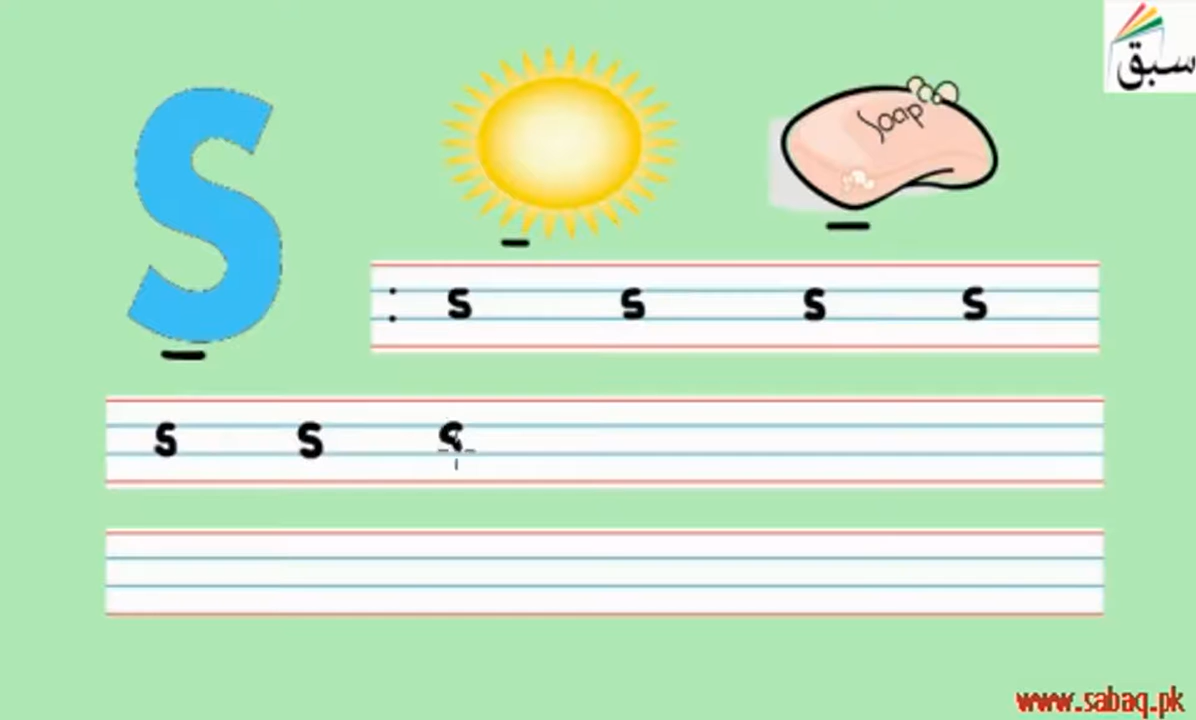 S
Soap
سبق
: s s s s
s s s
www.sabaq.pk